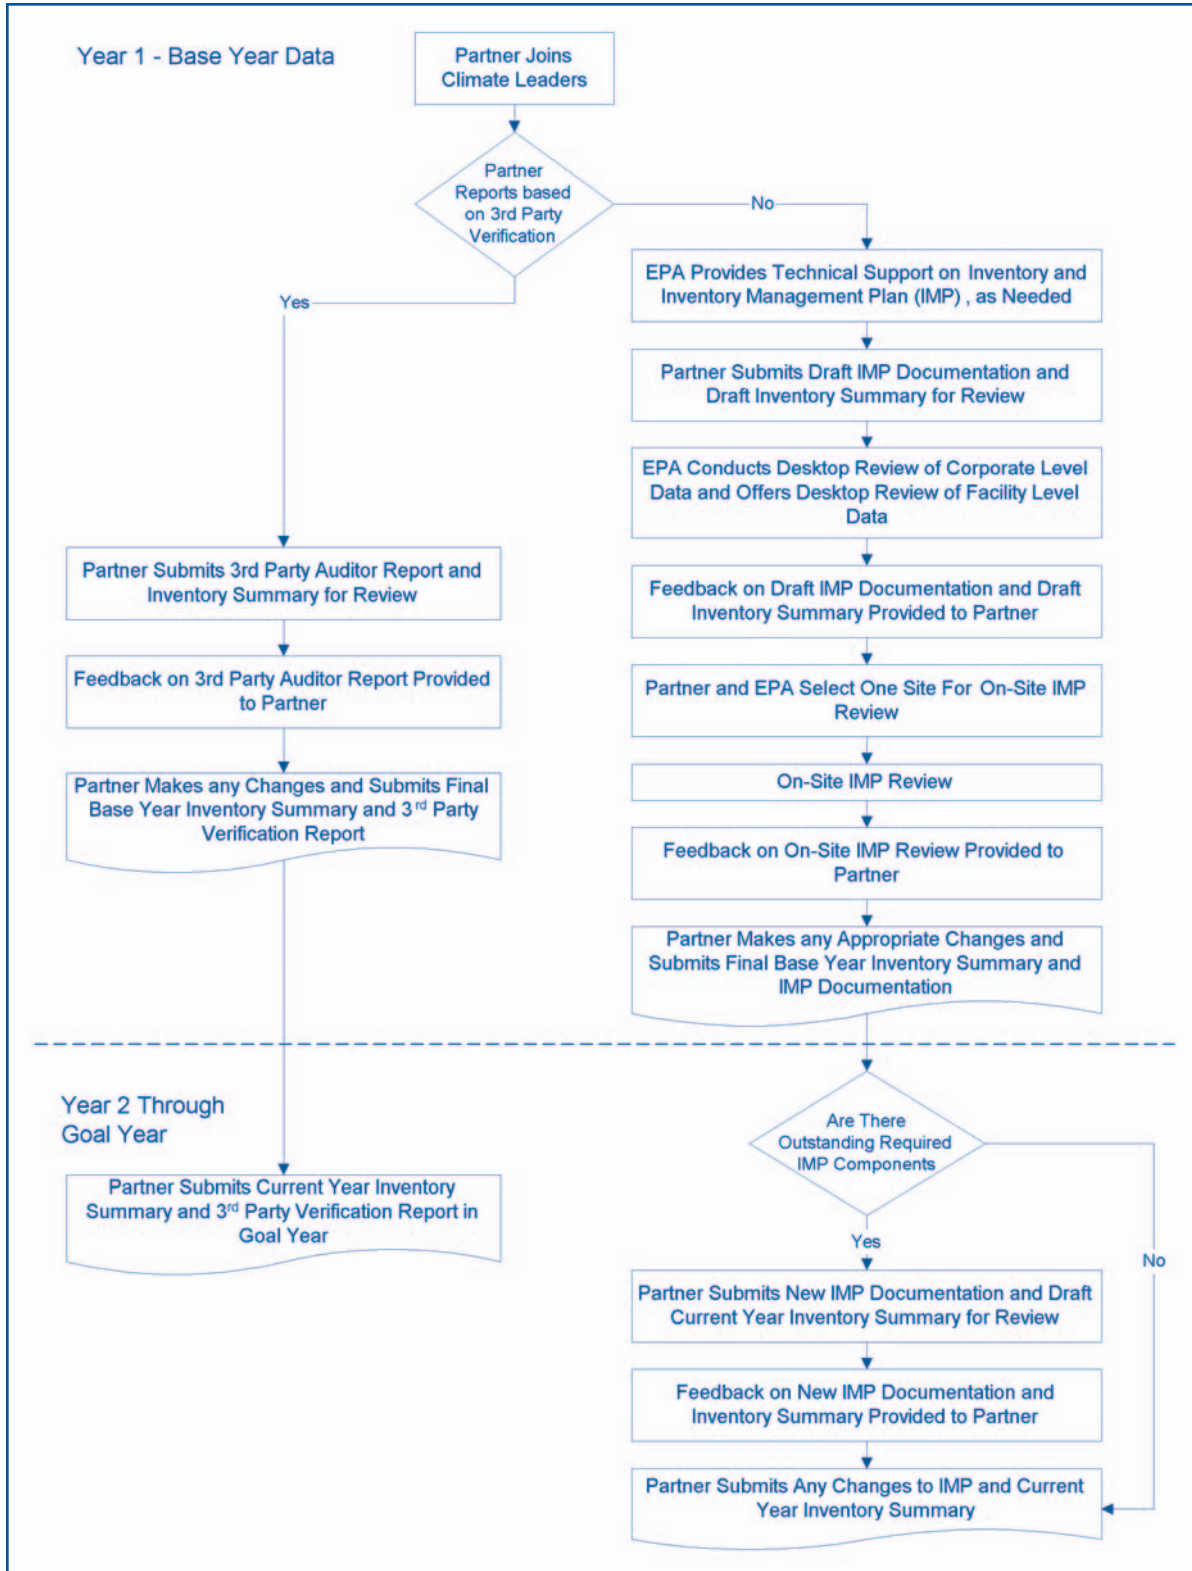 Year 1 - Base Year Data
Partner Joins
Climate Leaders
Partner
Reports based
on 3rd Party
Verification
No
Yes
EPA Provides Technical Support on Inventory and
Inventory Management Plan (IMP) , as Needed
Partner Submits Draft IMP Documentation and
Draft Inventory Summary for Review
EPA Conducts Desktop Review of Corporate Level
Data and Offers Desktop Review of Facility Level
Data
Feedback on Draft IMP Documentation and Draft
Inventory Summary Provided to Partner
Partner and EPA Select One Site For On-Site IMP
Review
On-Site IMP Review
Feedback on On-Site IMP Review Provided to
Partner
Partner Makes any Appropriate Changes and
Submits Final Base Year Inventory Summary and
IMP Documentation
Partner Submits 3rd Party Auditor Report and
Inventory Summary for Review
Feedback on 3rd Party Auditor Report Provided
to Partner
Partner Makes any Changes and Submits Final
Base Year Inventory Summary and 3rd Party
Verification Report
Year 2 Through
Goal Year
Partner Submits Current Year Inventory
Summary and 3rd Party Verification Report in
Goal Year
Are There
Outstanding Required
IMP Components
Yes
No
Partner Submits New IMP Documentation and Draft
Current Year Inventory Summary for Review
Feedback on New IMP Documentation and
Inventory Summary Provided to Partner
Partner Submits Any Changes to IMP and Current
Year Inventory Summary